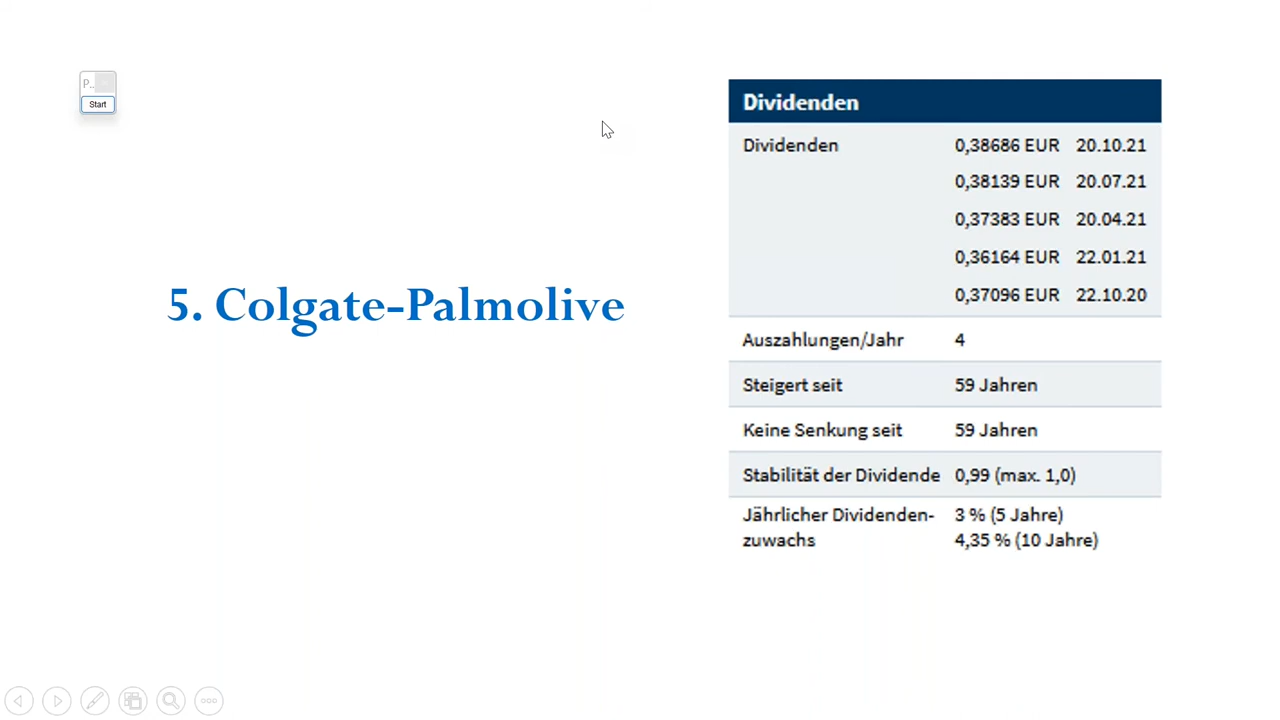 P..
Start
5. Colgate-Palmolive
Dividenden
Dividenden 0,38686 EUR 20.10.21
0,38139 EUR 20.07.21
0,37383 EUR 20.04.21
0,36164 EUR 22.01.21
0,37096 EUR 22.10.20
Auszahlungen/Jahr 4
Steigert seit 59 Jahren
Keine Senkung seit 59 Jahren
Stabilität der Dividende 0,99 (max. 1,0)
Jährlicher Dividenden- 3 % (5 Jahre)
zuwachs 4,35 % (10 Jahre)